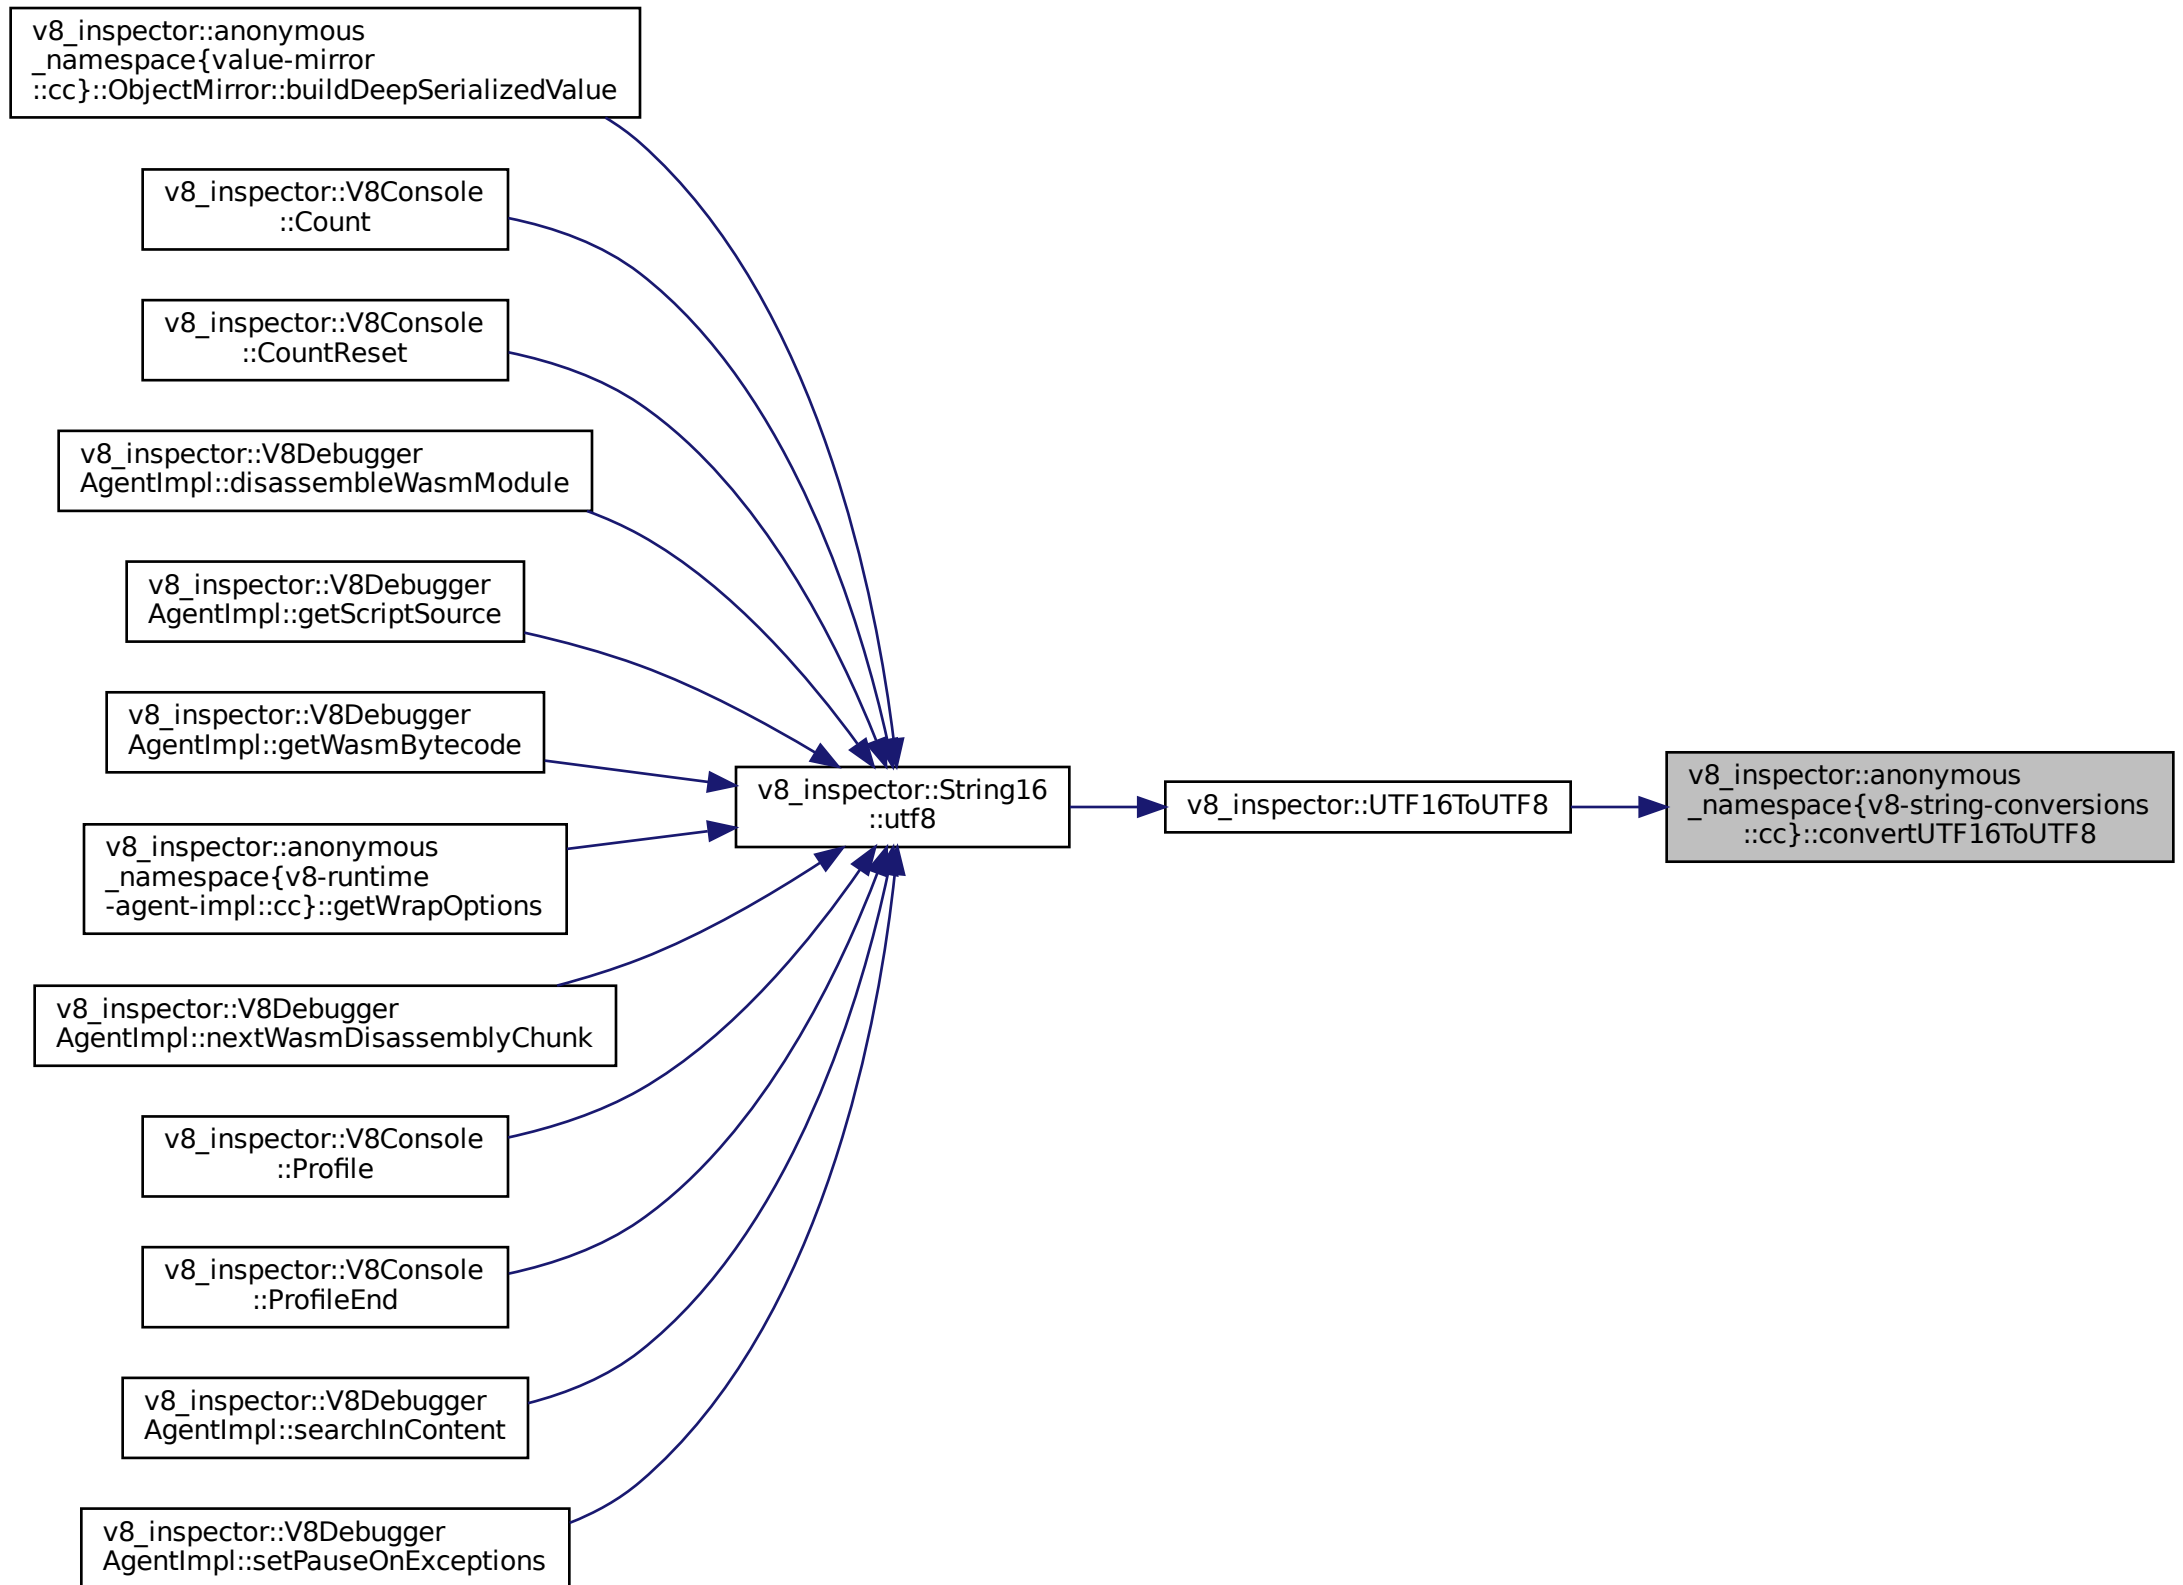 v8_inspector::anonymous
_namespace{value-mirror
::cc}::ObjectMirror::buildDeepSerializedValue
v8_inspector::V8Console
::Count
v8_inspector::V8Console
::CountReset
v8_inspector::V8Debugger
AgentImpl::disassembleWasmModule
v8_inspector::V8Debugger
AgentImpl::getScriptSource
v8_inspector::V8Debugger
AgentImpl::getWasmBytecode
v8_inspector::anonymous
_namespace{v8-runtime
-agent-impl::cc}::getWrapOptions
v8_inspector::V8Debugger
AgentImpl::nextWasmDisassemblyChunk
v8_inspector::V8Console
::Profile
v8_inspector::V8Console
::ProfileEnd
v8_inspector::V8Debugger
AgentImpl::searchInContent
v8_inspector::V8Debugger
AgentImpl::setPauseOnExceptions
v8_inspector::String16
::utf8
v8_inspector::UTF16ToUTF8
v8_inspector::anonymous
_namespace{v8-string-conversions
::cc}::convertUTF16ToUTF8